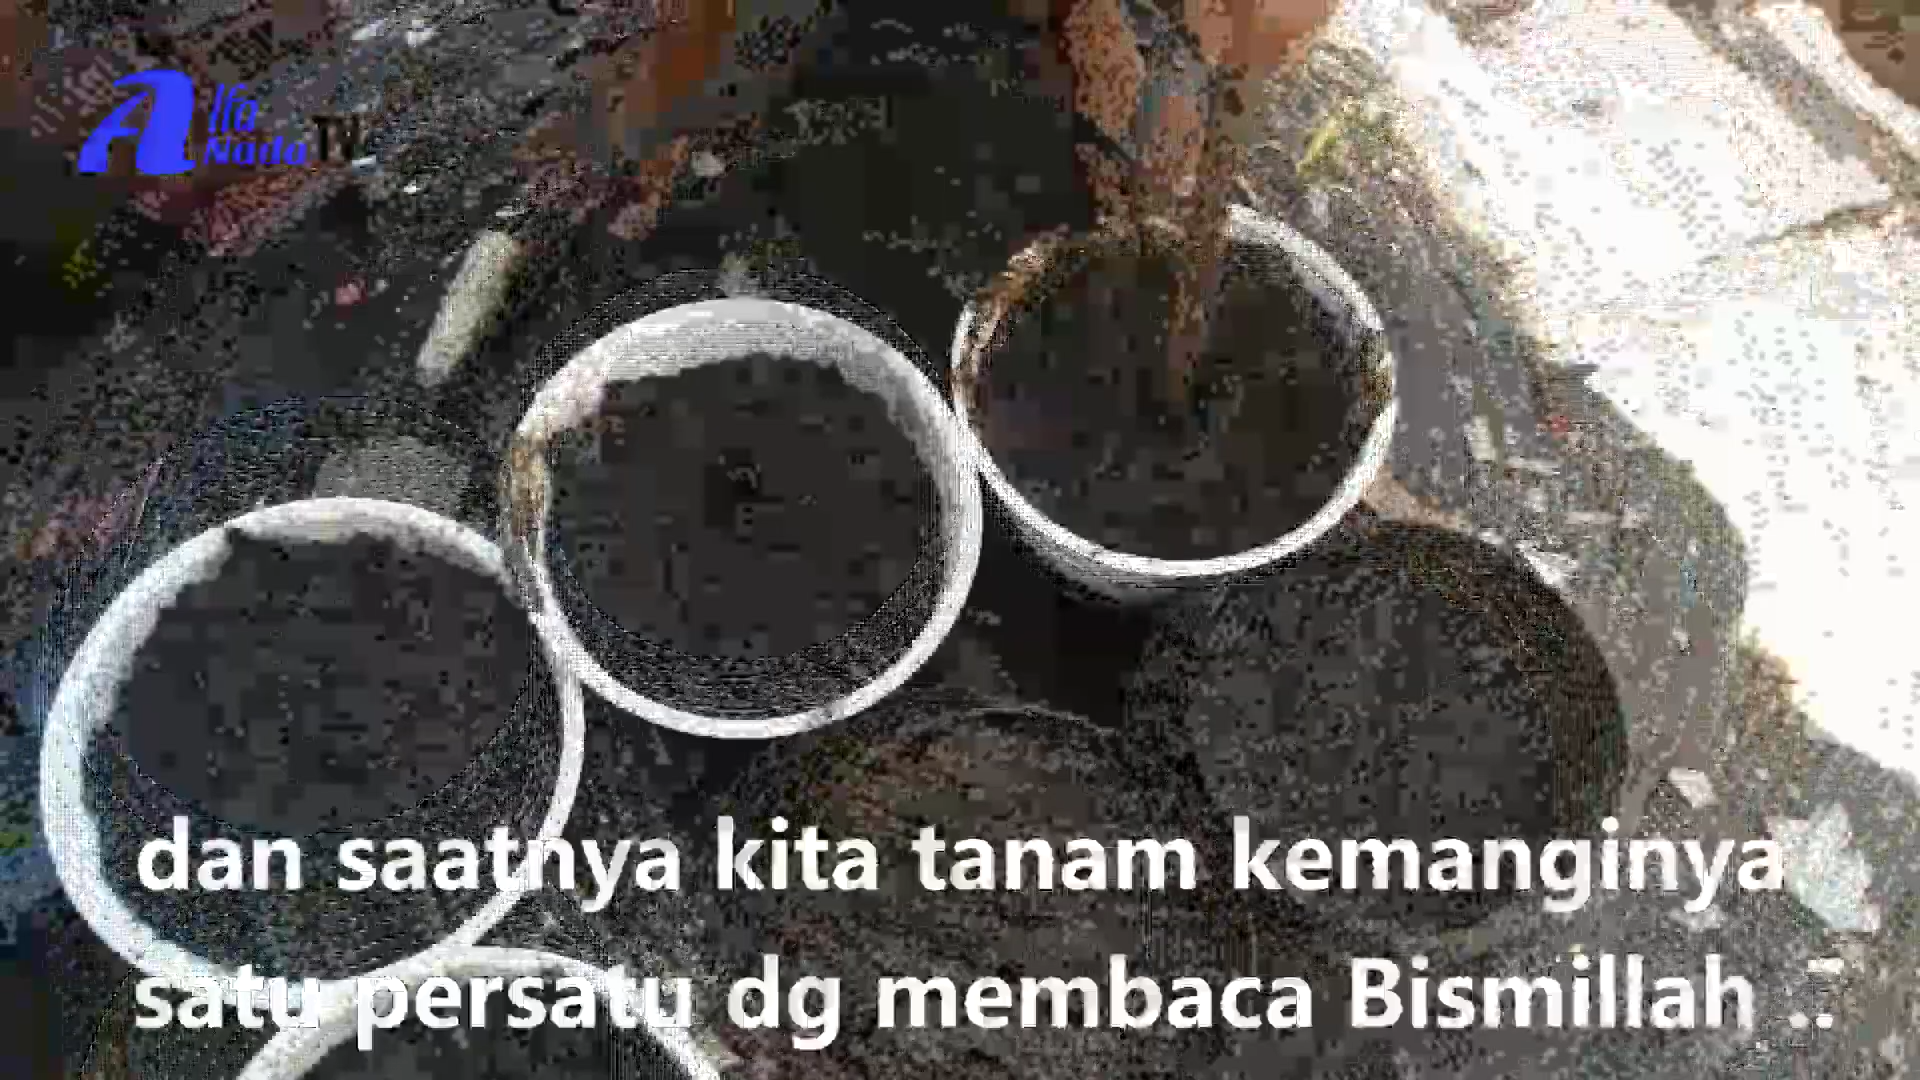 Alfa
Nada TV
dan saatnya kita tanam kemanginya
satu persatu dg membaca Bismillah ..